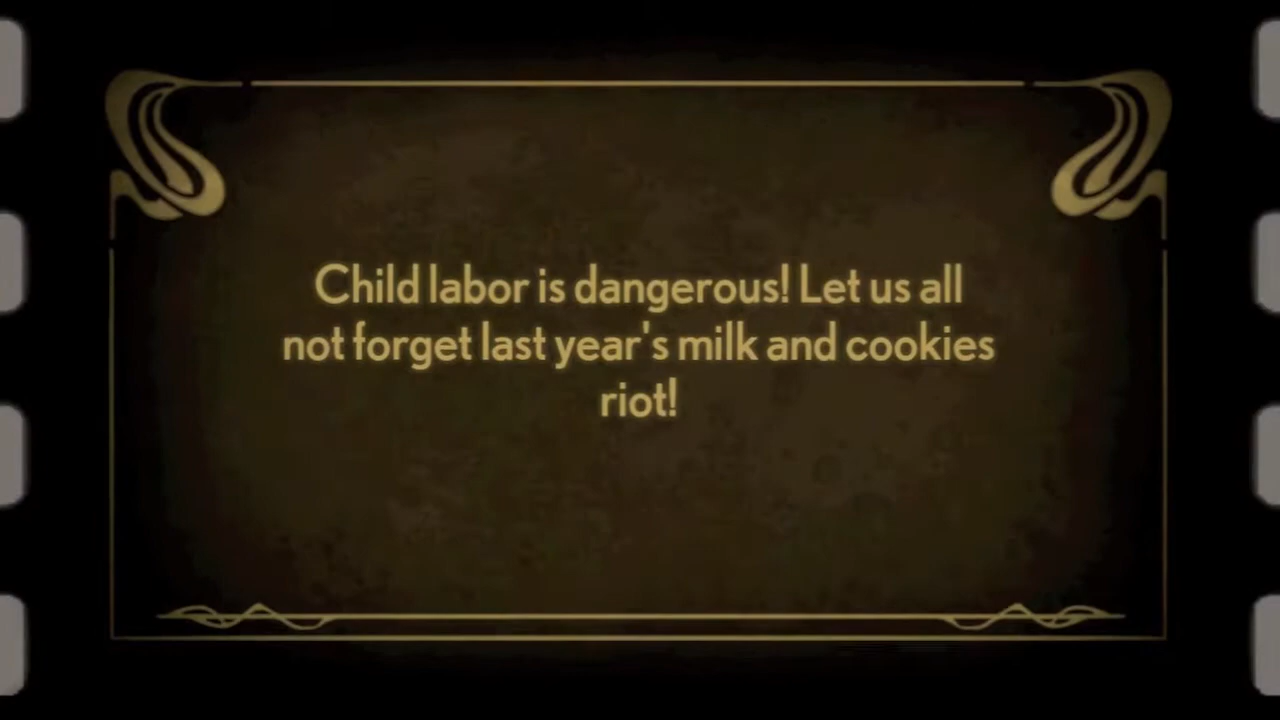 Child labor is dangerous! Let us all
not forget last year's milk and cookies
riot!